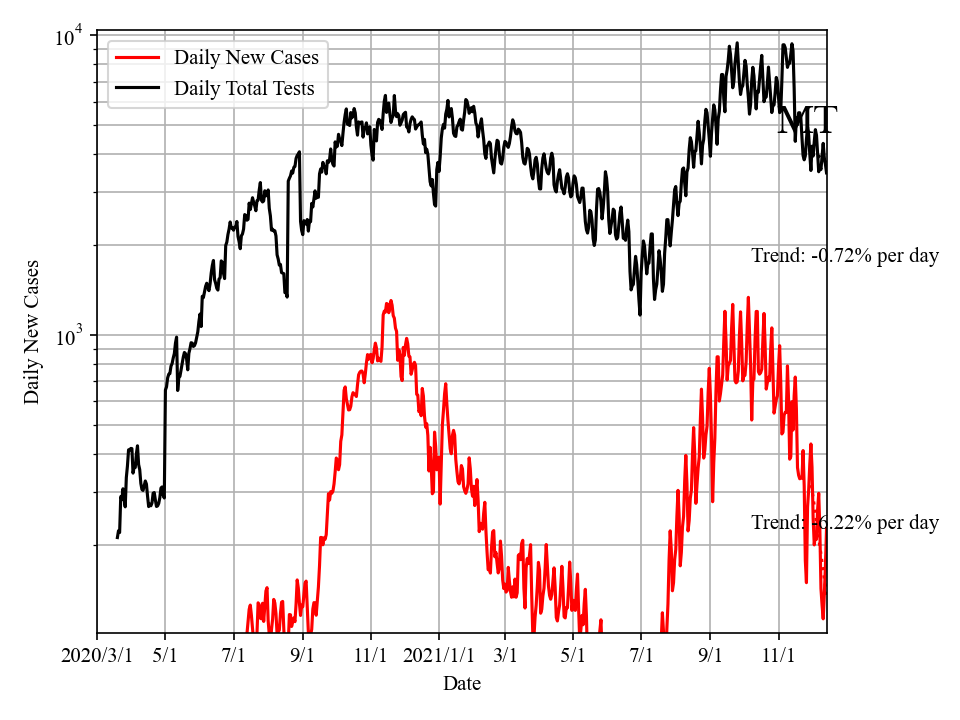 10⁴
Daily New Cases
Daily Total Tests
MT
Trend: -0.72% per day
10³
Daily New Cases
Trend: -6.22% per day
2020/3/1 5/1 7/1 9/1 11/1 2021/1/1 3/1 5/1 7/1 9/1 11/1
Date